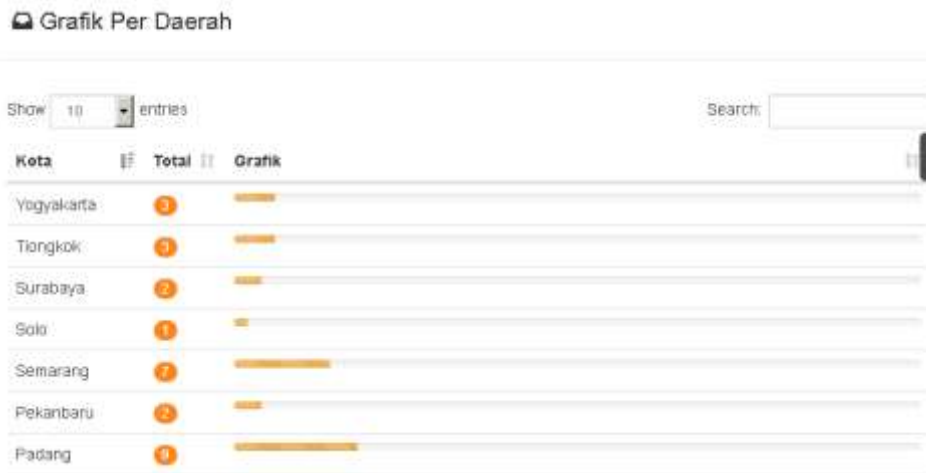 Grafik Per Daerah
Show 10 entries Search:
Kota Total Grafik
Yogyakarta 3
Tiongkok 3
Surabaya 2
Solo 1
Semarang 7
Pekanbaru 2
Padang 9